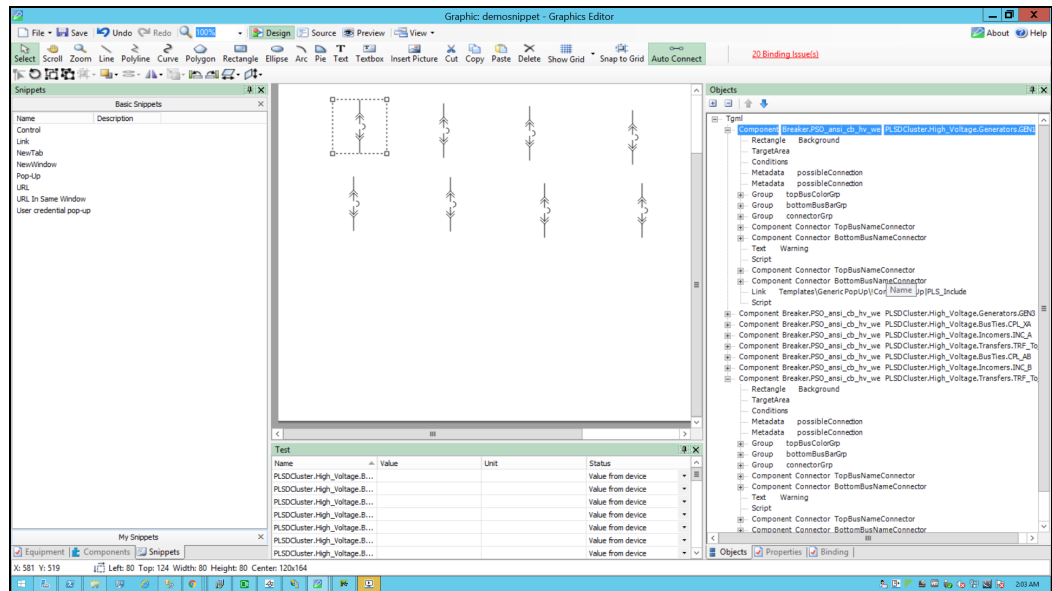 Graphic: demosnippet - Graphics Editor
File Save Undo Redo 100% Design Source Preview View About Help
Select Scroll Zoom Line Polyline Curve Polygon Rectangle Ellipse Arc Pie Text Textbox Insert Picture Cut Copy Paste Delete Show Grid Snap to Grid Auto Connect 20 Binding Issue(s)
Snippets
Basic Snippets
Name Description
Control
Link
NewTab
NewWindow
Pop-Up
URL
URL In Same Window
User credential pop-up
My Snippets
Equipment Components Snippets
Test
Name Value Unit Status
PLSDCluster.High_Voltage.B... Value from device
PLSDCluster.High_Voltage.B... Value from device
PLSDCluster.High_Voltage.B... Value from device
PLSDCluster.High_Voltage.B... Value from device
PLSDCluster.High_Voltage.B... Value from device
PLSDCluster.High_Voltage.B... Value from device
PLSDCluster.High_Voltage.B... Value from device
Objects
Tgml
Component Breaker.PSO_ansi_cb_hv_we PLSDCluster.High_Voltage.Generators.GEN1
Rectangle Background
TargetArea
Conditions
Metadata possibleConnection
Metadata possibleConnection
Group topBusColorGrp
Group bottomBusBarGrp
Group connectorGrp
Component Connector TopBusNameConnector
Component Connector BottomBusNameConnector
Text Warning
Script
Component Connector TopBusNameConnector
Component Connector BottomBusNameConnector
Link Templates\GenericPopUp\!Con Name Up|PLS_Include
Script
Component Breaker.PSO_ansi_cb_hv_we PLSDCluster.High_Voltage.Generators.GEN3
Component Breaker.PSO_ansi_cb_hv_we PLSDCluster.High_Voltage.BusTies.CPL_XA
Component Breaker.PSO_ansi_cb_hv_we PLSDCluster.High_Voltage.Incomers.INC_A
Component Breaker.PSO_ansi_cb_hv_we PLSDCluster.High_Voltage.Transfers.TRF_To
Component Breaker.PSO_ansi_cb_hv_we PLSDCluster.High_Voltage.BusTies.CPL_AB
Component Breaker.PSO_ansi_cb_hv_we PLSDCluster.High_Voltage.Incomers.INC_B
Component Breaker.PSO_ansi_cb_hv_we PLSDCluster.High_Voltage.Transfers.TRF_To
Rectangle Background
TargetArea
Conditions
Metadata possibleConnection
Metadata possibleConnection
Group topBusColorGrp
Group bottomBusBarGrp
Group connectorGrp
Component Connector TopBusNameConnector
Component Connector BottomBusNameConnector
Text Warning
Script
Component Connector TopBusNameConnector
Component Connector BottomBusNameConnector
Objects Properties Binding
X: 581 Y: 519 Left: 80 Top: 124 Width: 80 Height: 80 Center: 120x164
2:03 AM